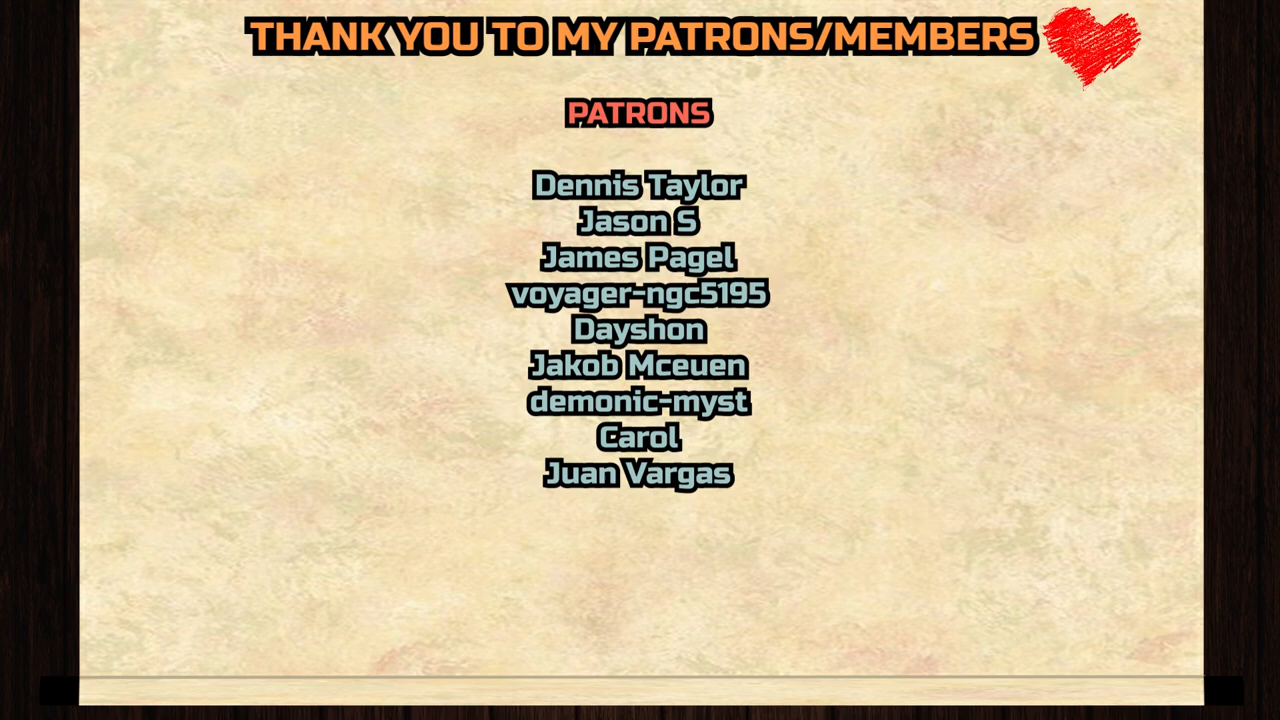 THANK YOU TO MY PATRONS/MEMBERS
PATRONS
Dennis Taylor
Jason S
James Pagel
voyager-ngc5195
Dayshon
Jakob Mceuen
demonic-myst
Carol
Juan Vargas